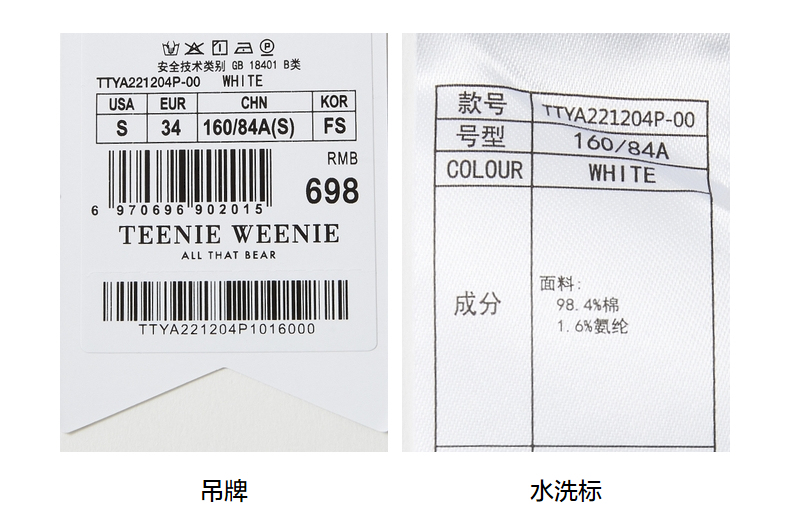 安全技术类别 GB 18401 B类
TTYA221204P-00 WHITE
USA EUR CHN KOR
S 34 160/84A(S) FS
RMB
698
6 970696 902015
TEENIE WEENIE
ALL THAT BEAR
TTYA221204P1016000
吊牌
款号 TTYA221204P-00
号型 160/84A
COLOUR WHITE
成分
面料:
98.4%棉
1.6%氨纶
水洗标